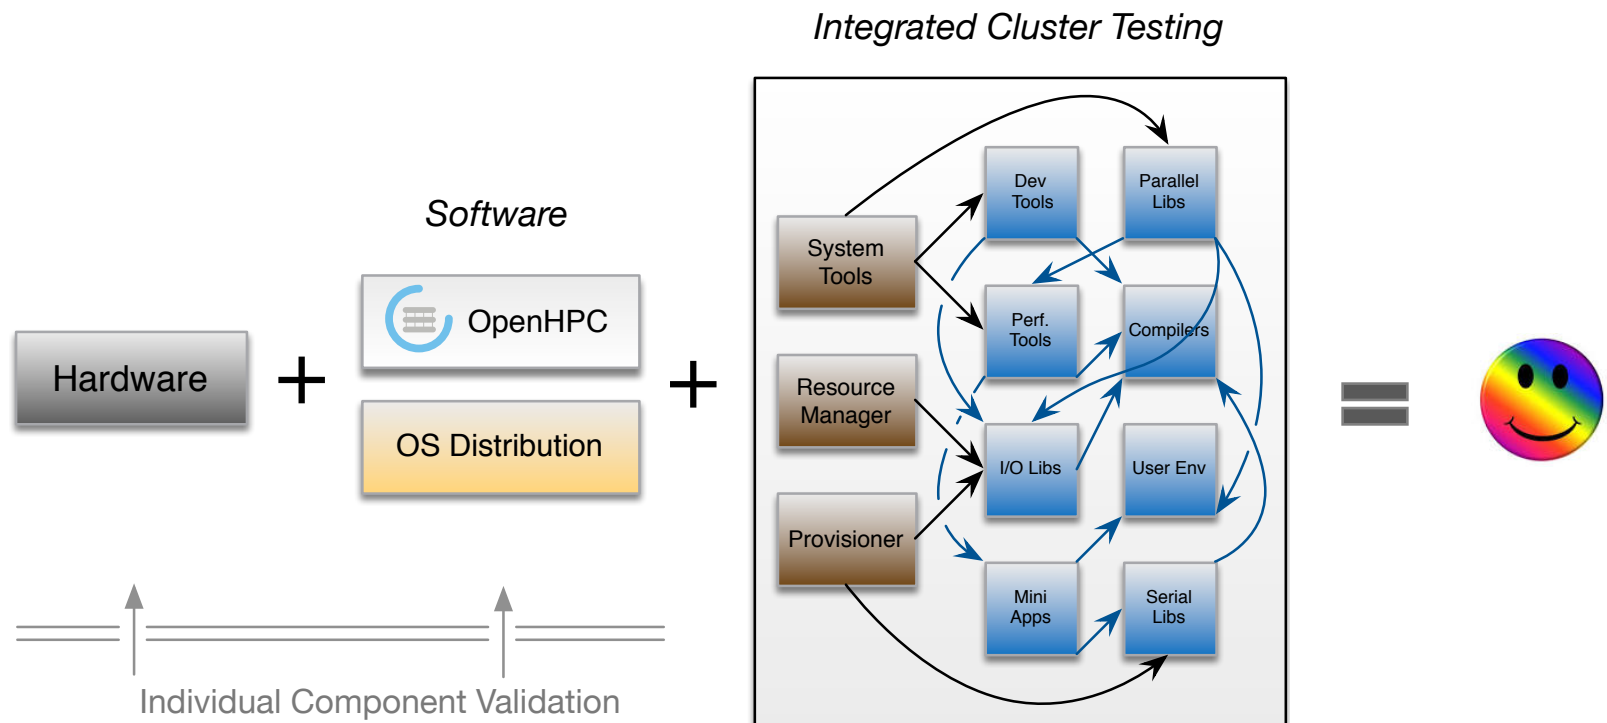 Integrated Cluster Testing
Software
Hardware
+
OpenHPC
OS Distribution
+
System
Tools
Resource
Manager
Provisioner
Dev
Tools
Parallel
Libs
Perf.
Tools
Compilers
I/O Libs
User Env
Mini
Apps
Serial
Libs
=
Individual Component Validation